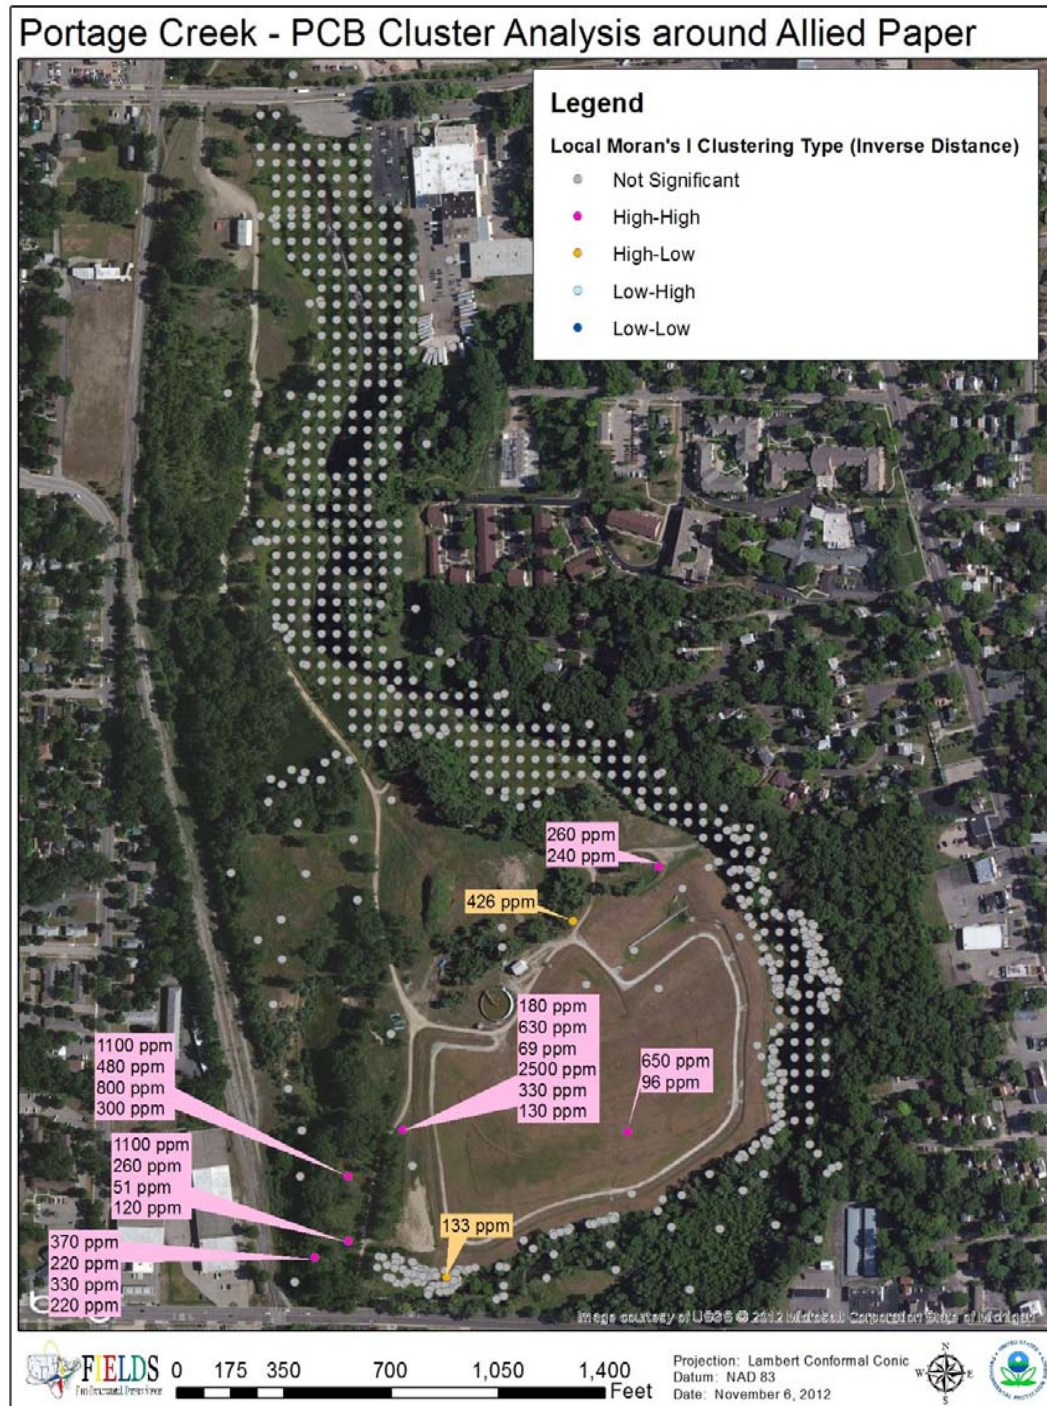 Portage Creek - PCB Cluster Analysis around Allied Paper
Legend
Local Moran's I Clustering Type (Inverse Distance)
Not Significant
High-High
High-Low
Low-High
Low-Low
260 ppm
240 ppm
426 ppm
180 ppm
630 ppm
69 ppm
2500 ppm
330 ppm
130 ppm
650 ppm
96 ppm
1100 ppm
480 ppm
800 ppm
300 ppm
1100 ppm
260 ppm
51 ppm
120 ppm
133 ppm
370 ppm
220 ppm
330 ppm
220 ppm
Image courtesy of USGS © 2012 Microsoft Corporation State of Michigan
FIELDS
0 175 350 700 1,050 1,400
Feet
Projection: Lambert Conformal Conic
Datum: NAD 83
Date: November 6, 2012
N
W E
S